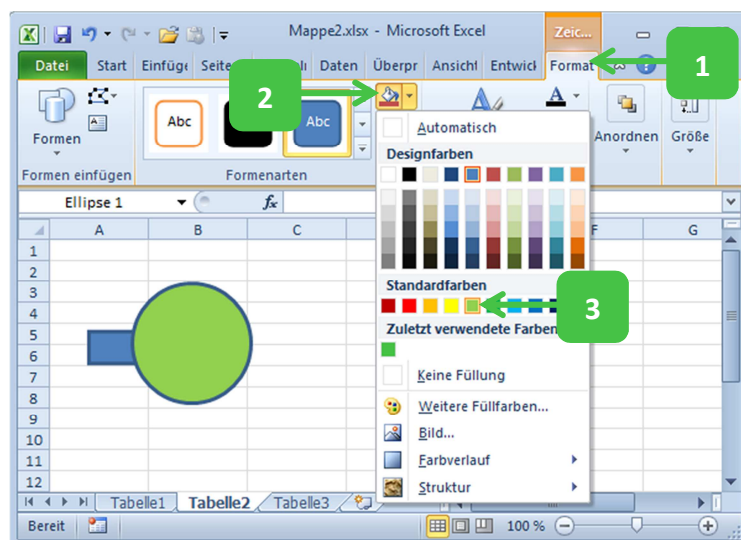 Mappe2.xlsx - Microsoft Excel
Zeic...
Datei Start Einfüge Seite Daten Überpr Ansicht Entwickl Format
1
2
Abc Abc
Formen
Anordnen Größe
Formen einfügen Formenarten
Automatisch
Designfarben
Ellipse 1 fx
A B C F G
1
2
3
4
5
6
7
8
9
10
11
12
Standardfarben
3
Zuletzt verwendete Farben
Keine Füllung
Weitere Füllfarben...
Bild...
Farbverlauf
Struktur
Tabelle1 Tabelle2 Tabelle3
Bereit 100 %